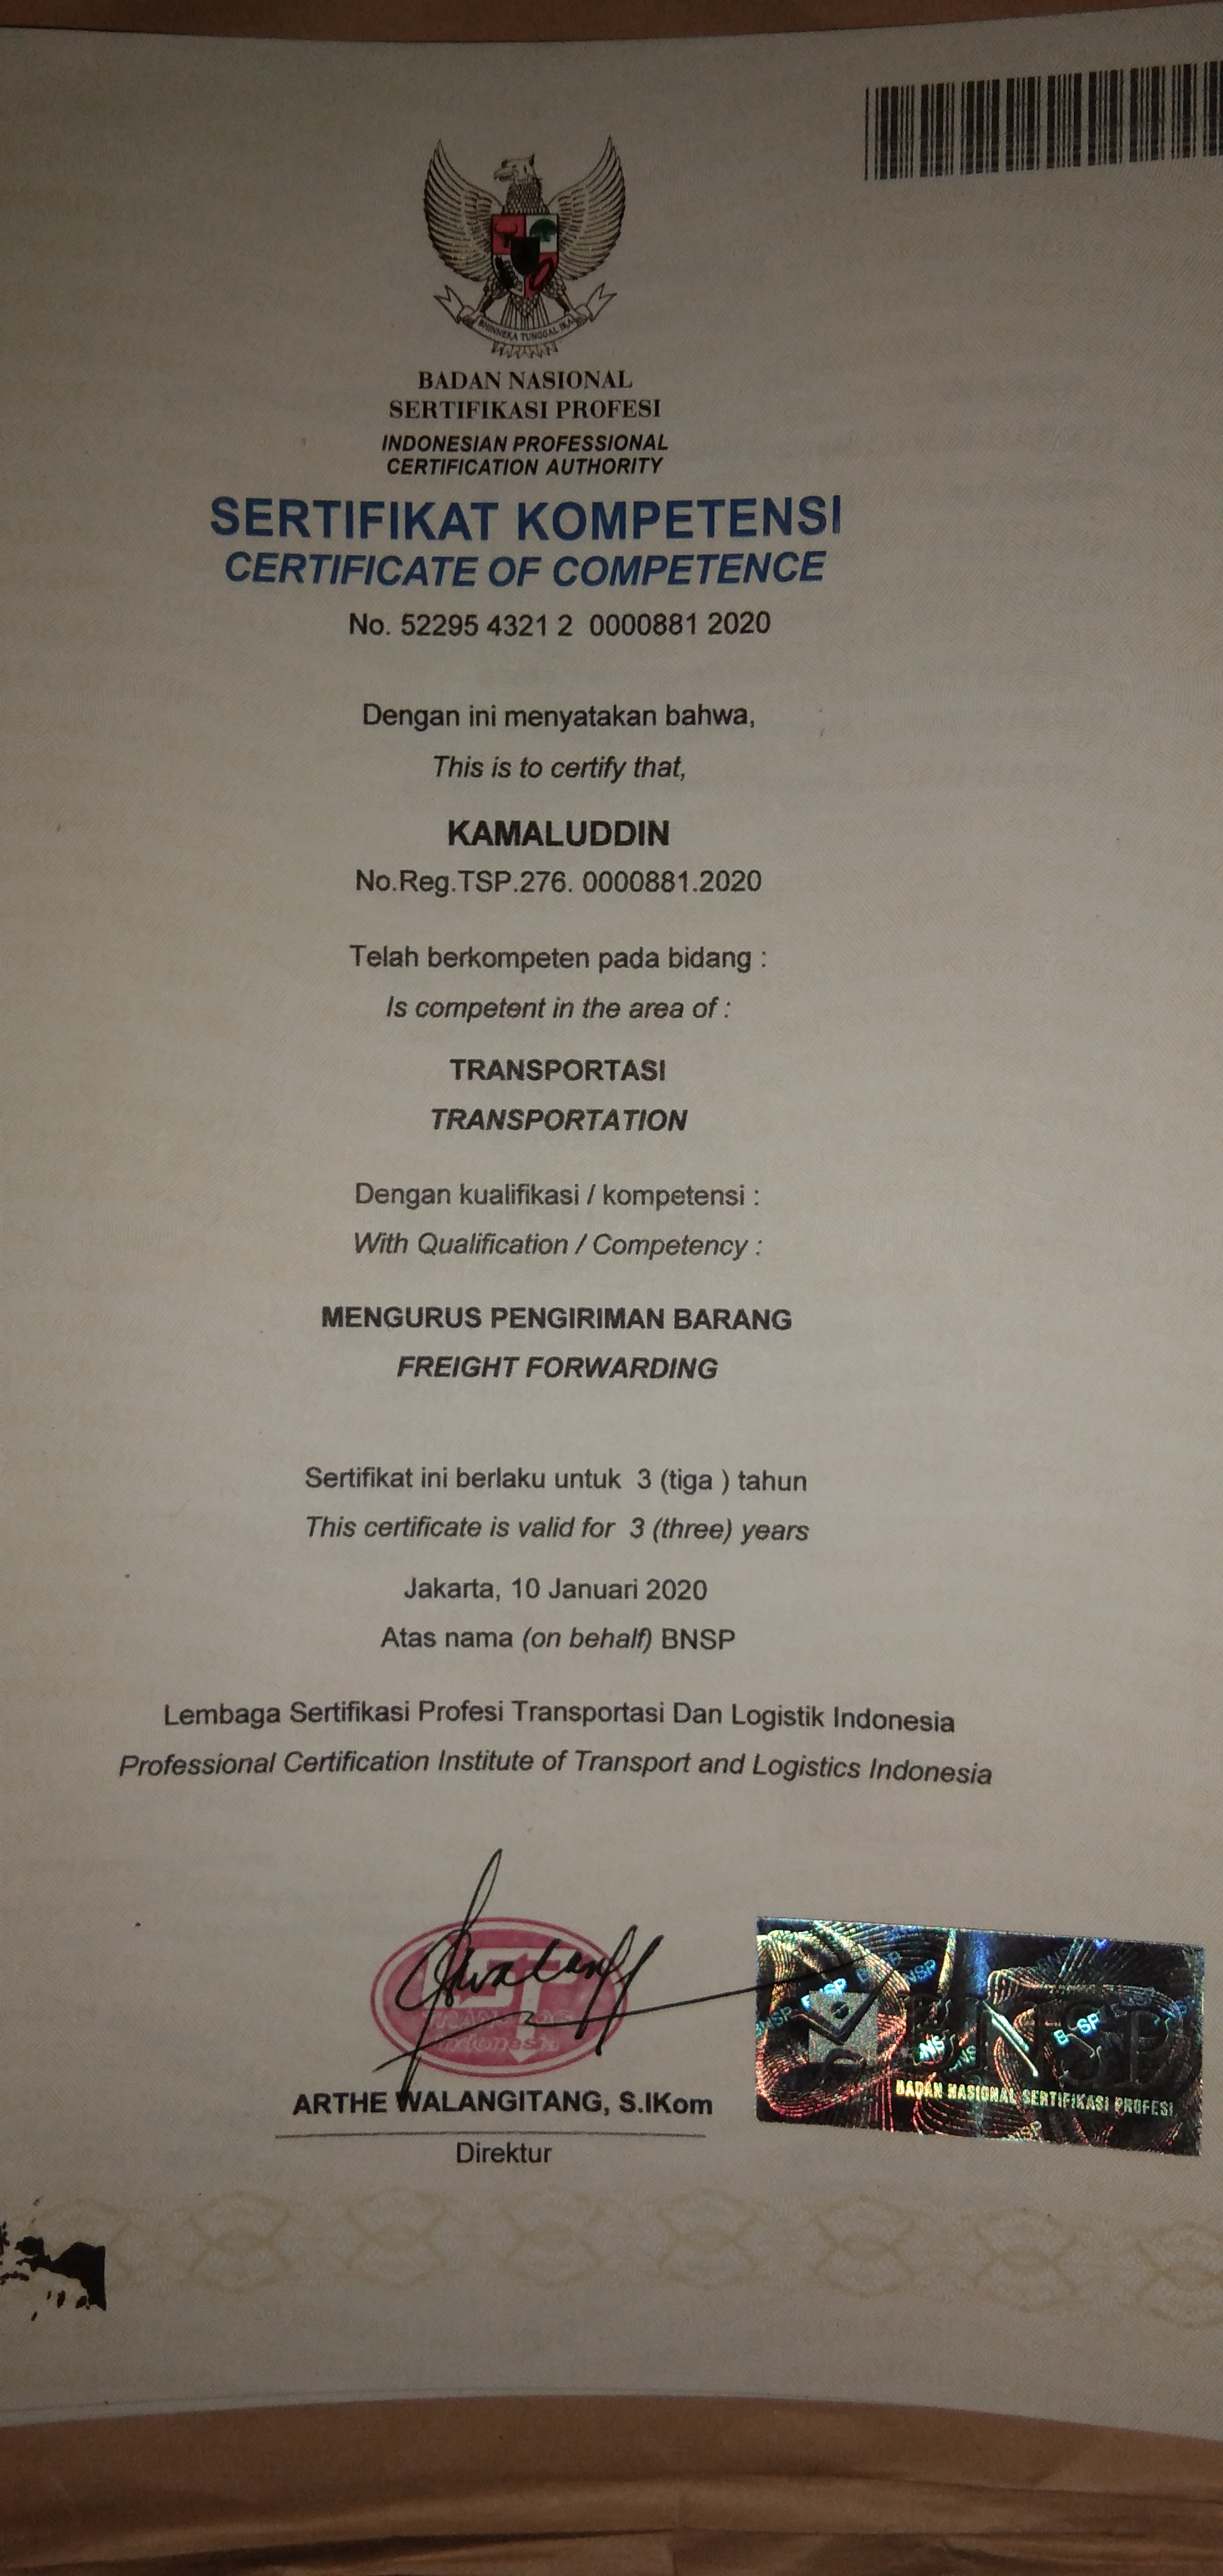 BHINNEKA TUNGGAL IKA
BADAN NASIONAL
SERTIFIKASI PROFESI
INDONESIAN PROFESSIONAL
CERTIFICATION AUTHORITY
SERTIFIKAT KOMPETENSI
CERTIFICATE OF COMPETENCE
No. 52295 4321 2 0000881 2020
Dengan ini menyatakan bahwa,
This is to certify that,
KAMALUDDIN
No.Reg.TSP.276. 0000881.2020
Telah berkompeten pada bidang :
Is competent in the area of :
TRANSPORTASI
TRANSPORTATION
Dengan kualifikasi / kompetensi :
With Qualification / Competency :
MENGURUS PENGIRIMAN BARANG
FREIGHT FORWARDING
Sertifikat ini berlaku untuk 3 (tiga ) tahun
This certificate is valid for 3 (three) years
Jakarta, 10 Januari 2020
Atas nama (on behalf) BNSP
Lembaga Sertifikasi Profesi Transportasi Dan Logistik Indonesia
Professional Certification Institute of Transport and Logistics Indonesia
Indonesia
BNSP
BADAN NASIONAL SERTIFIKASI PROFESI
ARTHE WALANGITANG, S.IKom
Direktur